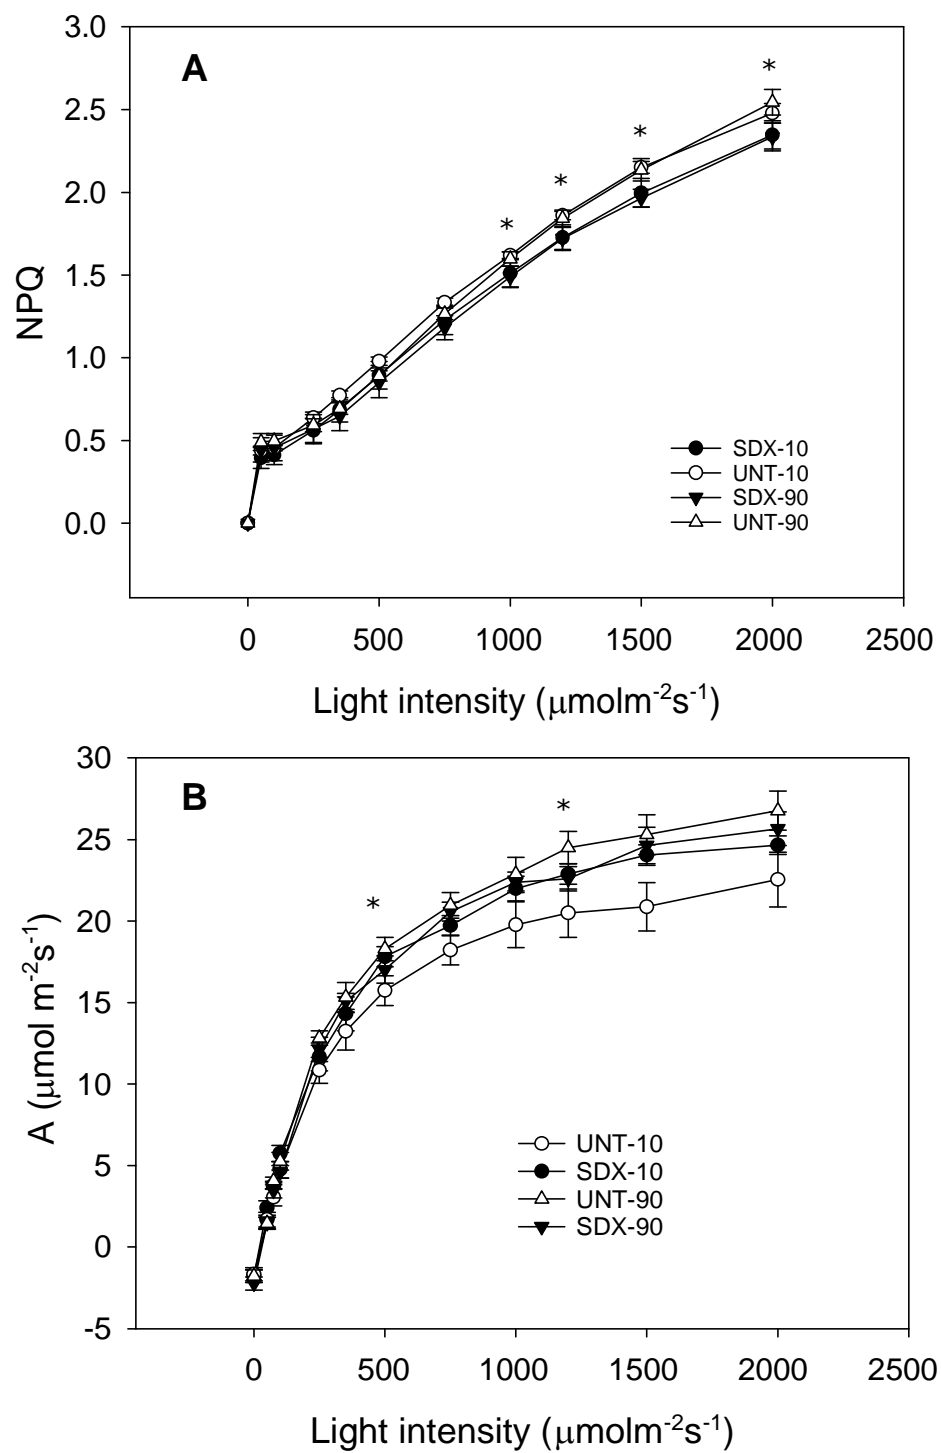 3.0
A
*
2.5
*
*
2.0
*
NPQ
1.5
1.0
0.5
SDX-10
UNT-10
SDX-90
UNT-90
0.0
0 500 1000 1500 2000 2500
Light intensity (μmolm⁻²s⁻¹)
30
B
*
25
*
20
A (μmol m⁻²s⁻¹)
15
10
UNT-10
5
SDX-10
UNT-90
SDX-90
0
-5
0 500 1000 1500 2000 2500
Light intensity (μmolm⁻²s⁻¹)